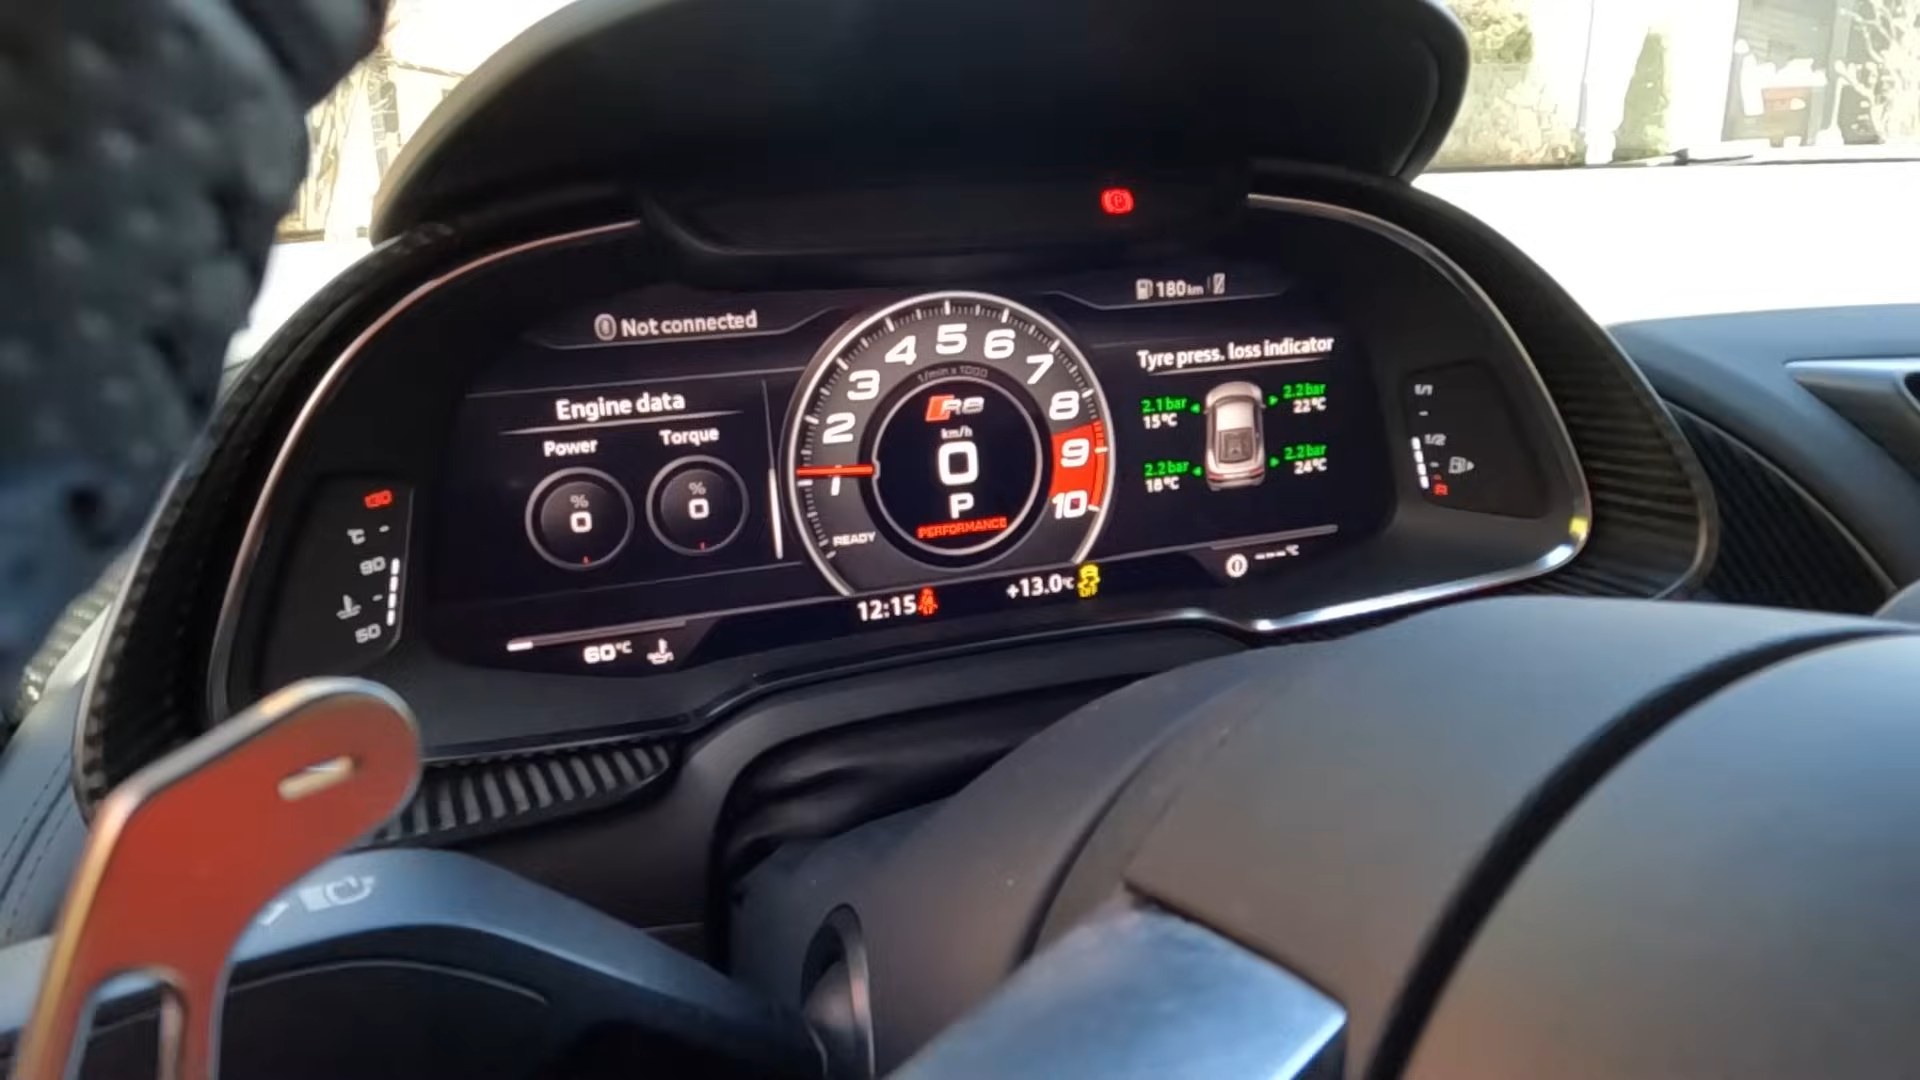 Not connected
180 km
Engine data
Power
Torque
%
0
%
0
1
2
3
4
5
6
7
8
9
10
1/min x 1000
R8
km/h
0
P
PERFORMANCE
READY
Tyre press. loss indicator
2.1 bar
15°C
2.2 bar
22°C
2.2 bar
18°C
2.2 bar
24°C
130
°C
90
50
1/1
1/2
R
60°C
12:15
+13.0°C
OFF
---°C